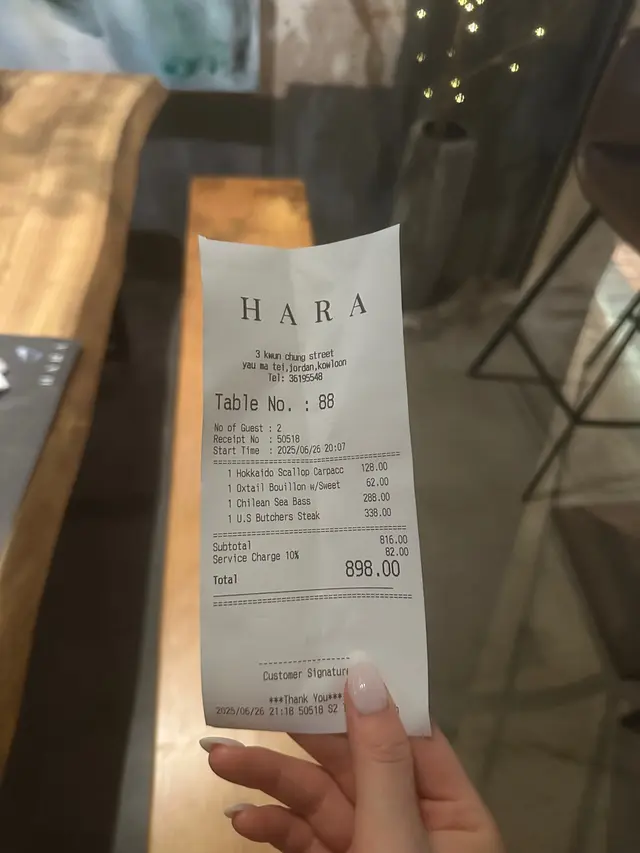 HARA
3 kwun chung street
yau ma tei,jordan,kowloon
Tel: 36195548
Table No. : 88
No of Guest : 2
Receipt No : 50518
Start Time : 2025/06/26 20:07
1 Hokkaido Scallop Carpacc 128.00
1 Oxtail Bouillon w/Sweet 62.00
1 Chilean Sea Bass 288.00
1 U.S Butchers Steak 338.00
Subtotal 816.00
Service Charge 10% 82.00
Total 898.00
Customer Signature
***Thank You***
2025/06/26 21:18 50518 S2
HARA